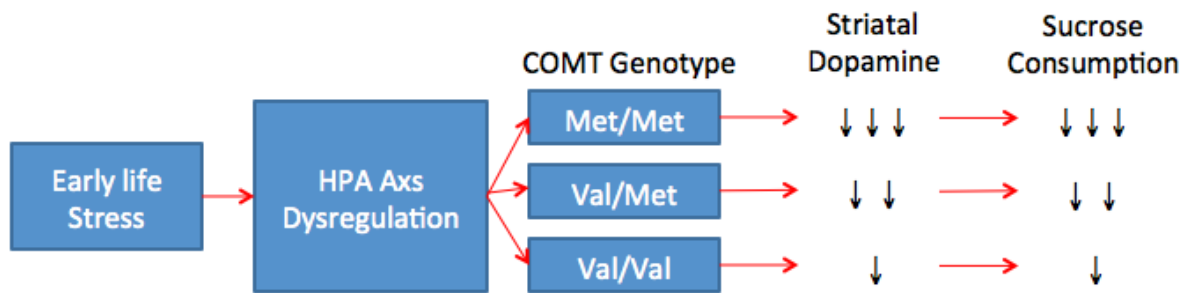 Striatal
Dopamine
Sucrose
Consumption
COMT Genotype
Early life
Stress
HPA Axs
Dysregulation
Met/Met
↓ ↓ ↓
↓ ↓ ↓
Val/Met
↓ ↓
↓ ↓
Val/Val
↓
↓